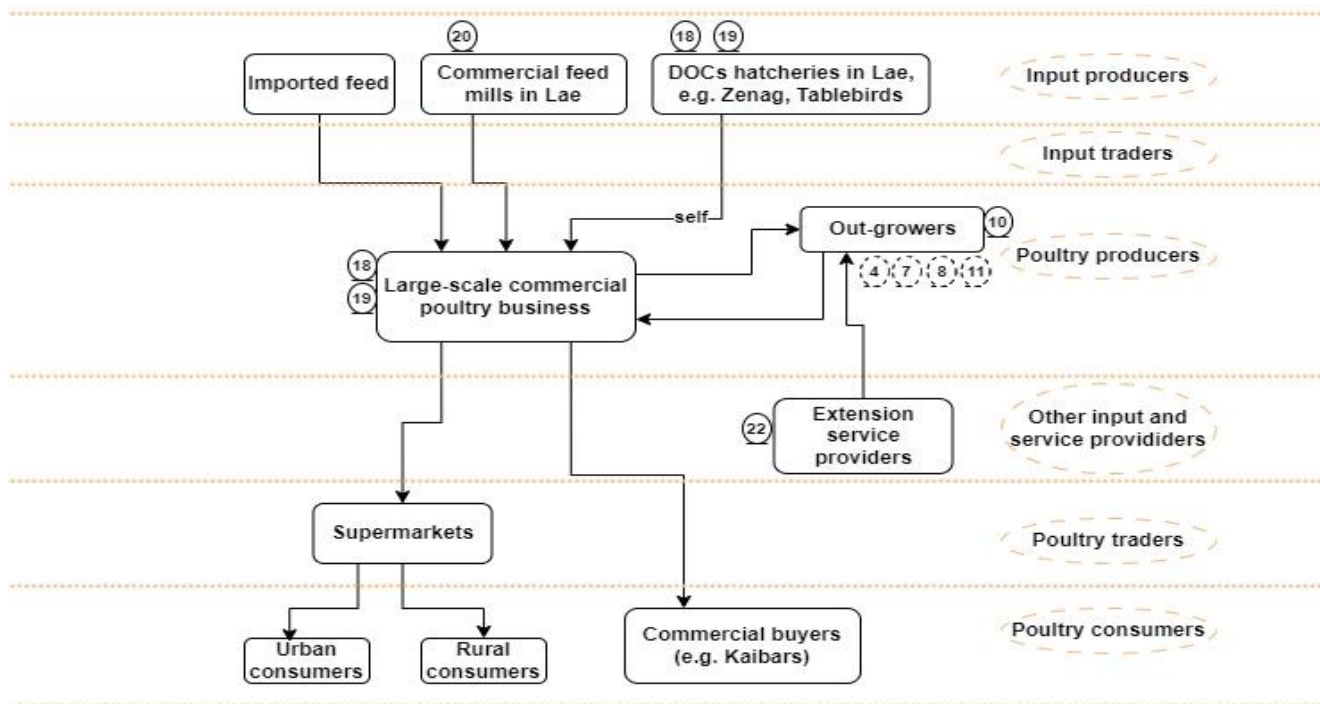 20
18 19
Imported feed
Commercial feed
mills in Lae
DOCs hatcheries in Lae,
e.g. Zenag, Tablebirds
Input producers
Input traders
self
Out-growers
10
4 7 8 11
Poultry producers
18
19
Large-scale commercial
poultry business
22
Extension
service
providers
Other input and
service provididers
Supermarkets
Poultry traders
Urban
consumers
Rural
consumers
Commercial buyers
(e.g. Kaibars)
Poultry consumers